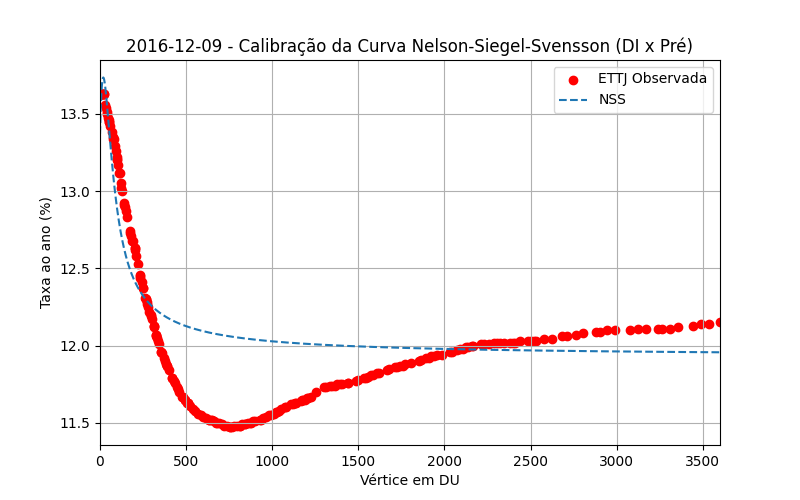 2016-12-09 - Calibração da Curva Nelson-Siegel-Svensson (DI x Pré)
ETTJ Observada
NSS
Taxa ao ano (%)
13.5
13.0
12.5
12.0
11.5
0 500 1000 1500 2000 2500 3000 3500
Vértice em DU